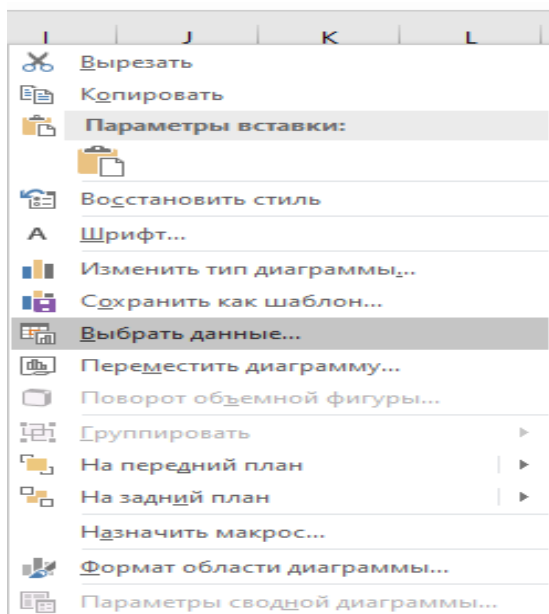 I J K L
Вырезать
Копировать
Параметры вставки:
Восстановить стиль
Шрифт...
Изменить тип диаграммы...
Сохранить как шаблон...
Выбрать данные...
Переместить диаграмму...
Поворот объемной фигуры...
Группировать
На передний план
На задний план
Назначить макрос...
Формат области диаграммы...
Параметры сводной диаграммы...